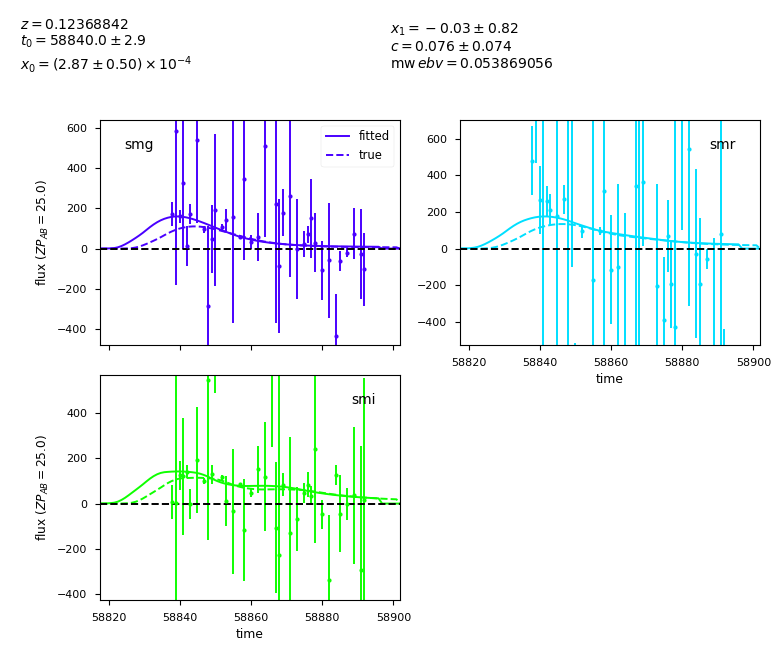 z = 0.12368842
t₀ = 58840.0 ± 2.9
x₀ = (2.87 ± 0.50) × 10⁻⁴
x₁ = −0.03 ± 0.82
c = 0.076 ± 0.074
mw ebv = 0.053869056
smg
fitted
true
600
400
200
0
−200
−400
flux (ZP_AB = 25.0)
smr
600
400
200
0
−200
−400
58820 58840 58860 58880 58900
time
smi
400
200
0
−200
−400
flux (ZP_AB = 25.0)
58820 58840 58860 58880 58900
time